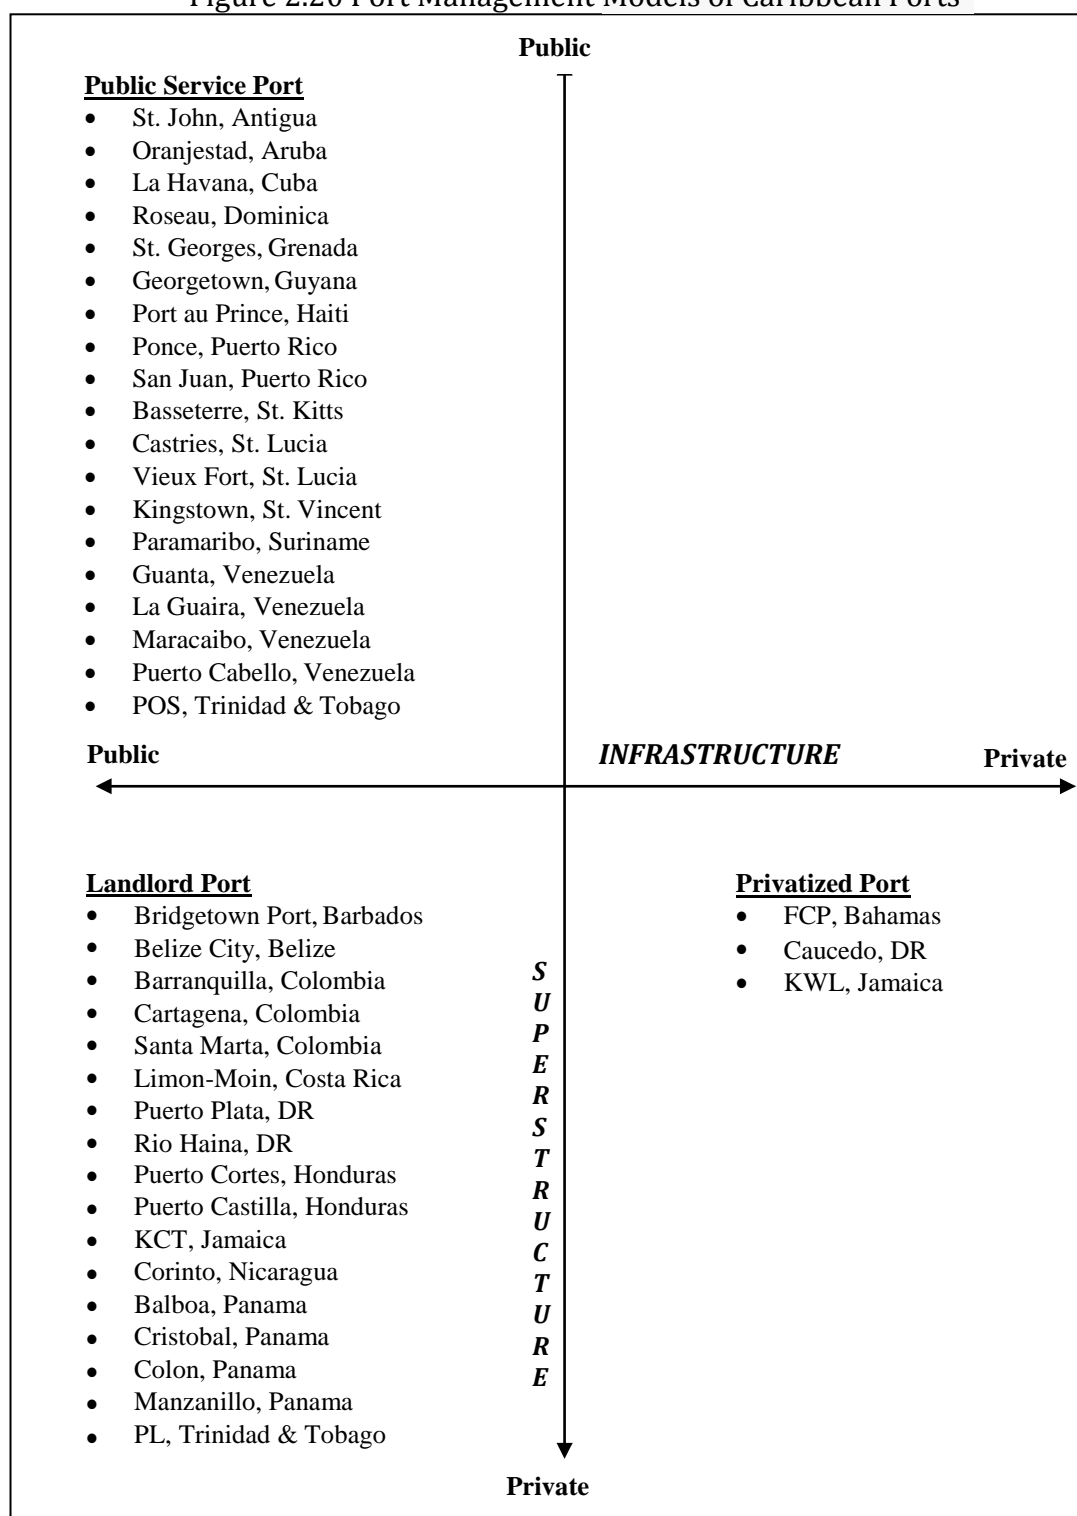 Figure 2.20 Port Management Models of Caribbean Ports
Public
Public Service Port
• St. John, Antigua
• Oranjestad, Aruba
• La Havana, Cuba
• Roseau, Dominica
• St. Georges, Grenada
• Georgetown, Guyana
• Port au Prince, Haiti
• Ponce, Puerto Rico
• San Juan, Puerto Rico
• Basseterre, St. Kitts
• Castries, St. Lucia
• Vieux Fort, St. Lucia
• Kingstown, St. Vincent
• Paramaribo, Suriname
• Guanta, Venezuela
• La Guaira, Venezuela
• Maracaibo, Venezuela
• Puerto Cabello, Venezuela
• POS, Trinidad & Tobago
Public INFRASTRUCTURE Private
Landlord Port
• Bridgetown Port, Barbados
• Belize City, Belize
• Barranquilla, Colombia
• Cartagena, Colombia
• Santa Marta, Colombia
• Limon-Moin, Costa Rica
• Puerto Plata, DR
• Rio Haina, DR
• Puerto Cortes, Honduras
• Puerto Castilla, Honduras
• KCT, Jamaica
• Corinto, Nicaragua
• Balboa, Panama
• Cristobal, Panama
• Colon, Panama
• Manzanillo, Panama
• PL, Trinidad & Tobago
SUPERSTRUCTURE
Privatized Port
• FCP, Bahamas
• Caucedo, DR
• KWL, Jamaica
Private